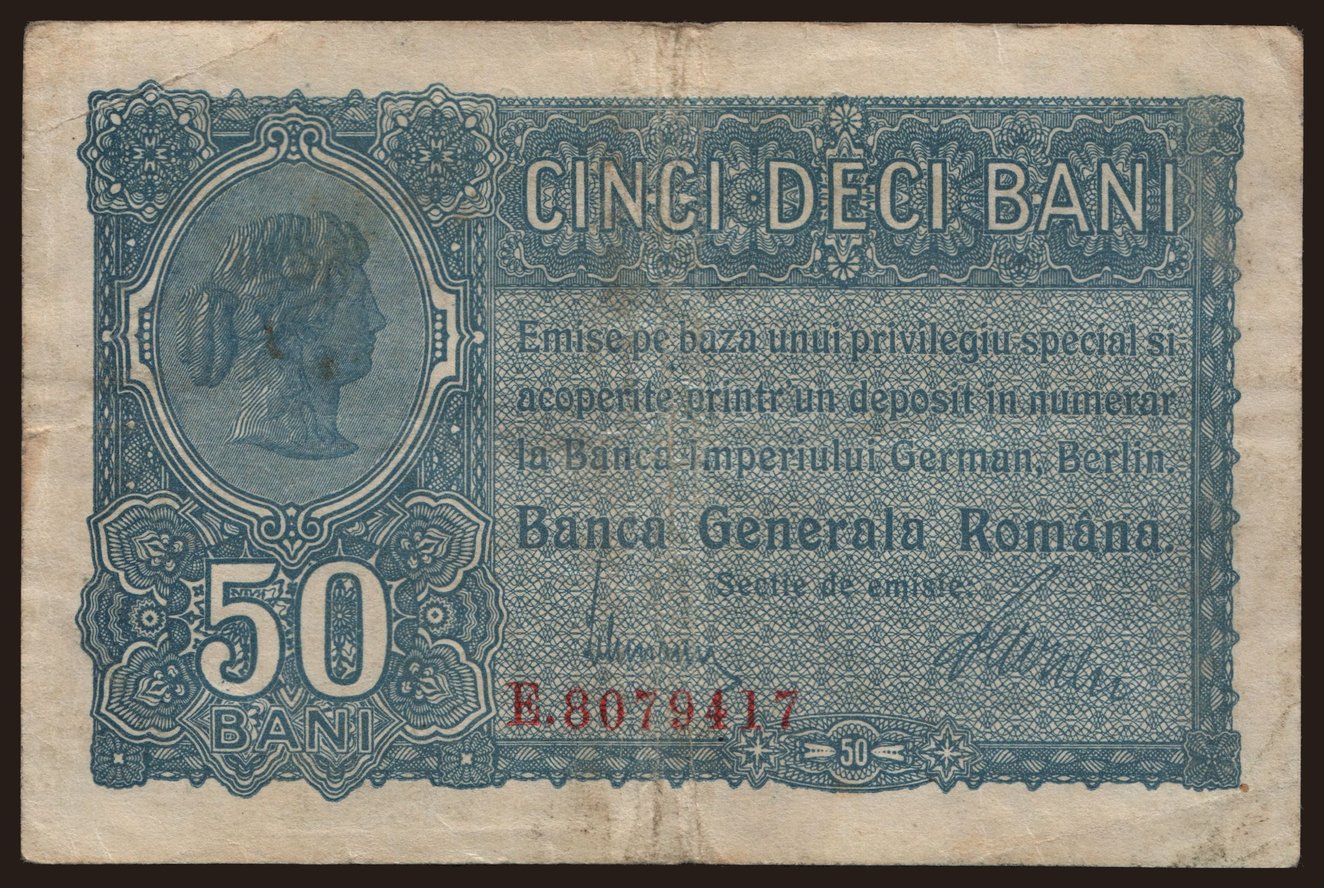 CINCI DECI BANI
Emise pe baza unui privilegiu special si
acoperite printr'un deposit in numerar
la Banca Imperiului German, Berlin.
Banca Generala Română.
Sectie de emisie:
E.8079417
50
BANI
50